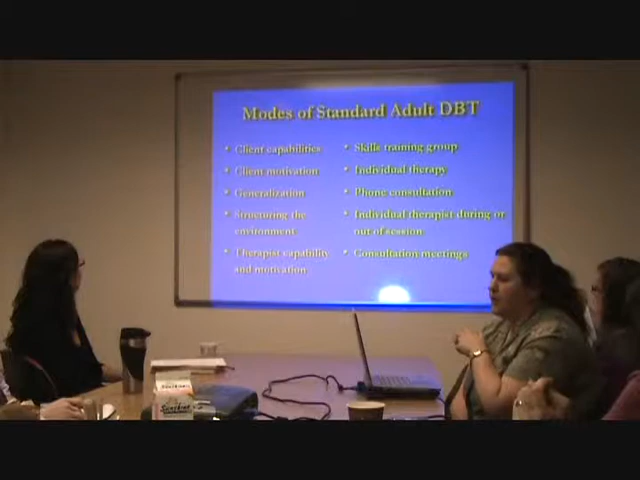 Modes of Standard Adult DBT
• Client capabilities
• Client motivation
• Generalization
• Structuring the
environment
• Therapist capability
and motivation
• Skills training group
• Individual therapy
• Phone consultation
• Individual therapist during or
out of session
• Consultation meetings